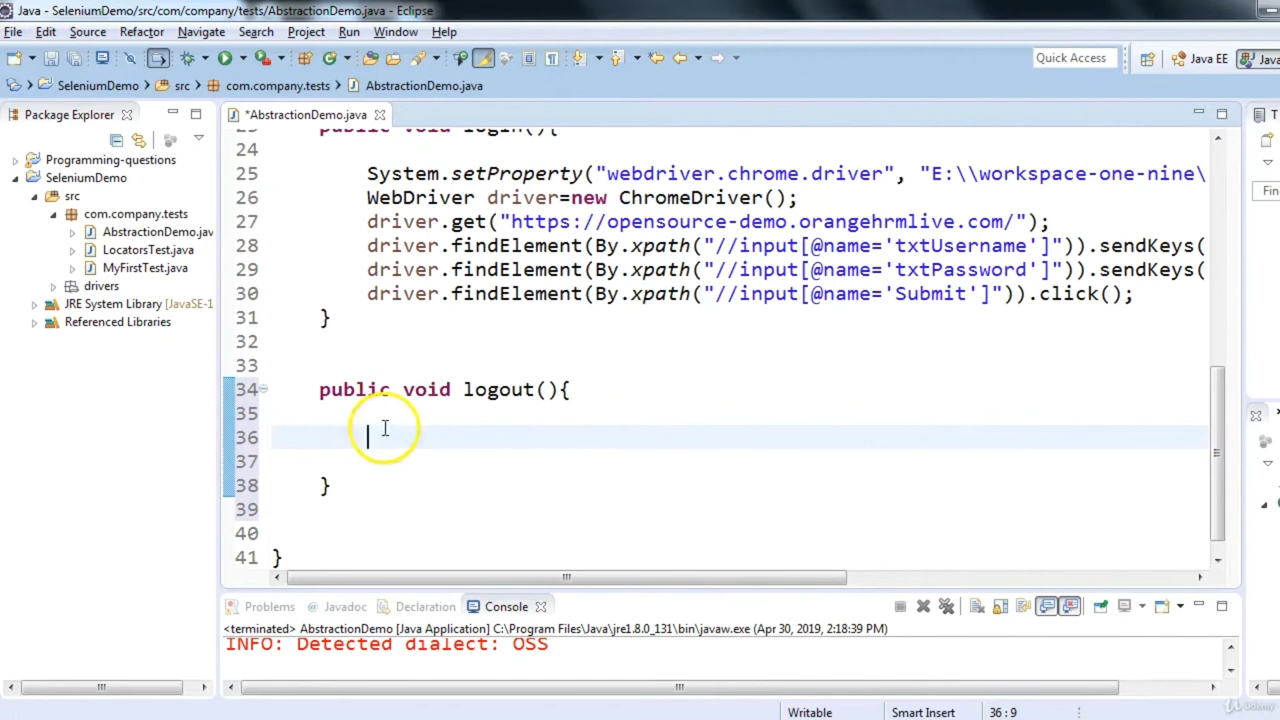 Java - SeleniumDemo/src/com/company/tests/AbstractionDemo.java - Eclipse
File Edit Source Refactor Navigate Search Project Run Window Help
Quick Access Java EE Java
SeleniumDemo src com.company.tests AbstractionDemo.java
Package Explorer
*AbstractionDemo.java
Programming-questions
SeleniumDemo
src
com.company.tests
AbstractionDemo.jav
LocatorsTest.java
MyFirstTest.java
drivers
JRE System Library [JavaSE-1
Referenced Libraries
23 public void login(){
24
25 System.setProperty("webdriver.chrome.driver", "E:\\workspace-one-nine\
26 WebDriver driver=new ChromeDriver();
27 driver.get("https://opensource-demo.orangehrmlive.com/");
28 driver.findElement(By.xpath("//input[@name='txtUsername']")).sendKeys(
29 driver.findElement(By.xpath("//input[@name='txtPassword']")).sendKeys(
30 driver.findElement(By.xpath("//input[@name='Submit']")).click();
31 }
32
33
34 public void logout(){
35
36
37
38 }
39
40
41 }
T
Fin
Problems @ Javadoc Declaration Console
<terminated> AbstractionDemo [Java Application] C:\Program Files\Java\jre1.8.0_131\bin\javaw.exe (Apr 30, 2019, 2:18:39 PM)
INFO: Detected dialect: OSS
Writable Smart Insert 36 : 9
Udemy